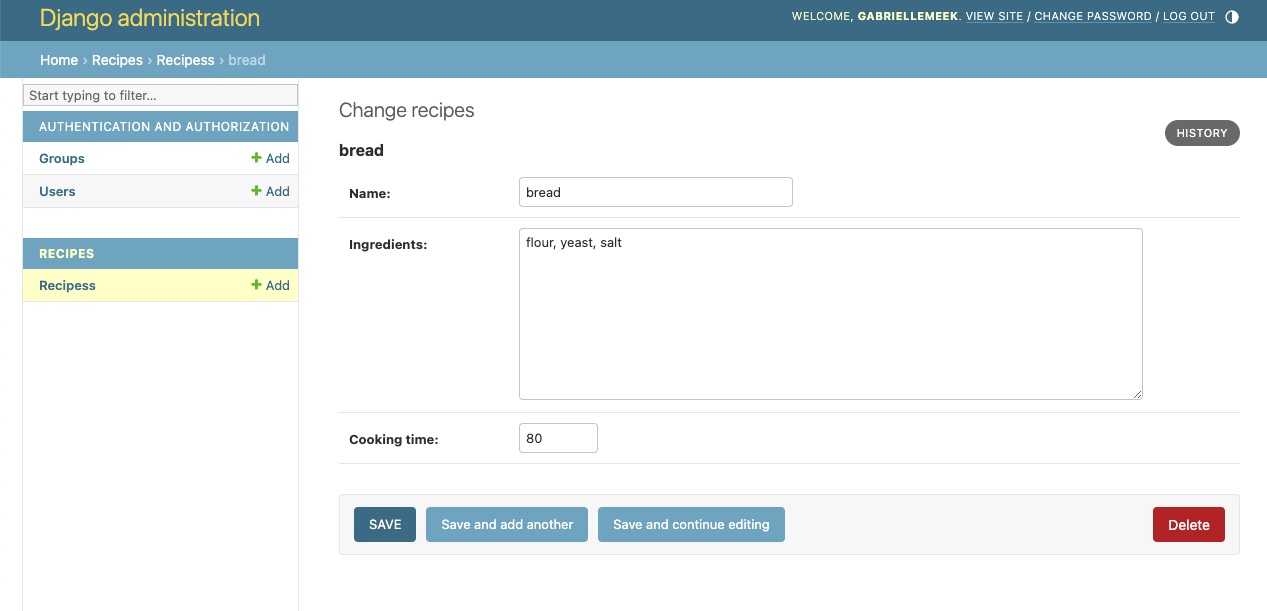 Django administration
WELCOME, GABRIELLEMEEK. VIEW SITE / CHANGE PASSWORD / LOG OUT
Home › Recipes › Recipess › bread
Start typing to filter...
AUTHENTICATION AND AUTHORIZATION
Groups + Add
Users + Add
RECIPES
Recipess + Add
Change recipes
HISTORY
bread
Name: bread
Ingredients: flour, yeast, salt
Cooking time: 80
SAVE Save and add another Save and continue editing Delete